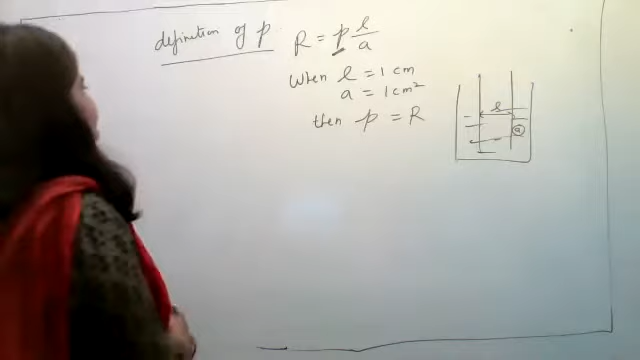 definition of ρ
R = ρ l/a
When l = 1 cm
a = 1 cm²
then ρ = R
l
a